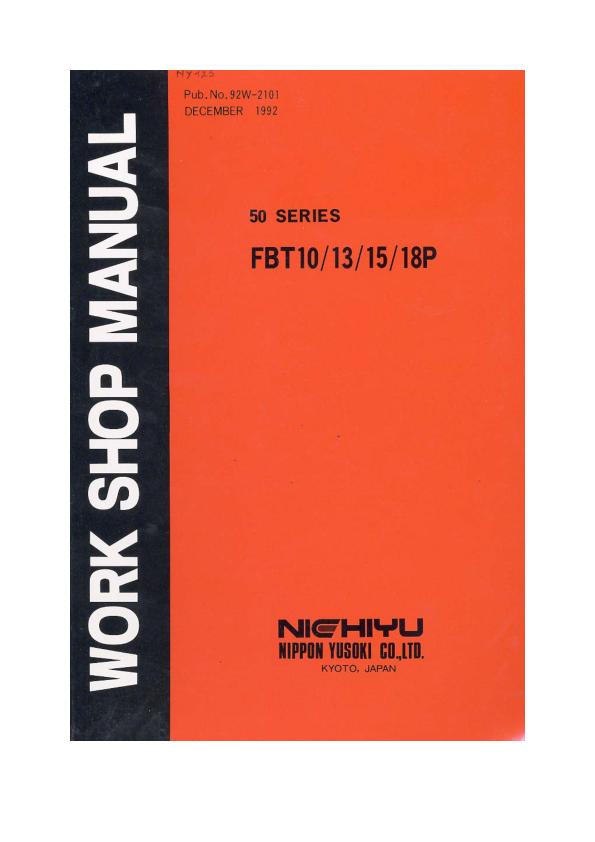 NY125
Pub.No.92W-2101
DECEMBER 1992
WORK SHOP MANUAL
50 SERIES
FBT10/13/15/18P
NICHIYU
NIPPON YUSOKI CO.,LTD.
KYOTO, JAPAN